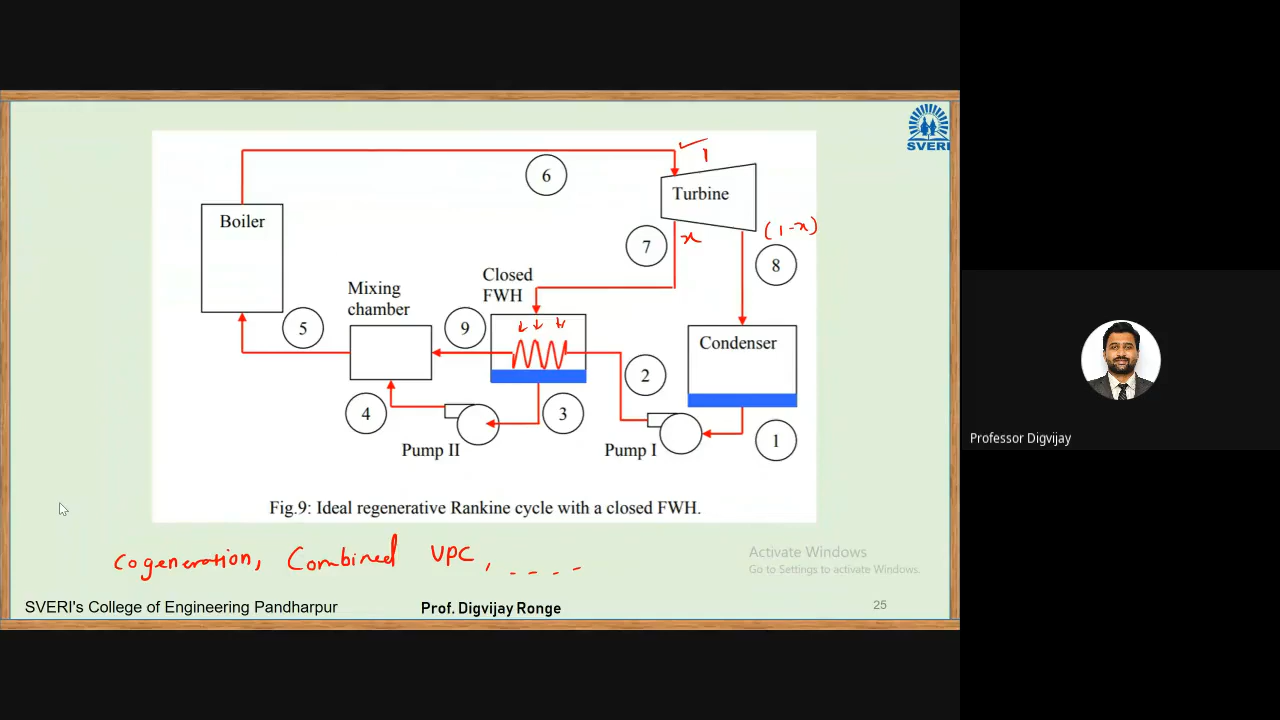 SVERI
6
1
Turbine
Boiler
7
x
(1-x)
8
Closed
FWH
Mixing
chamber
5
9
Condenser
2
4
3
1
Pump II
Pump I
Fig.9: Ideal regenerative Rankine cycle with a closed FWH.
cogeneration, Combined VPC, ----
Activate Windows
Go to Settings to activate Windows.
SVERI's College of Engineering Pandharpur
Prof. Digvijay Ronge
25
Professor Digvijay